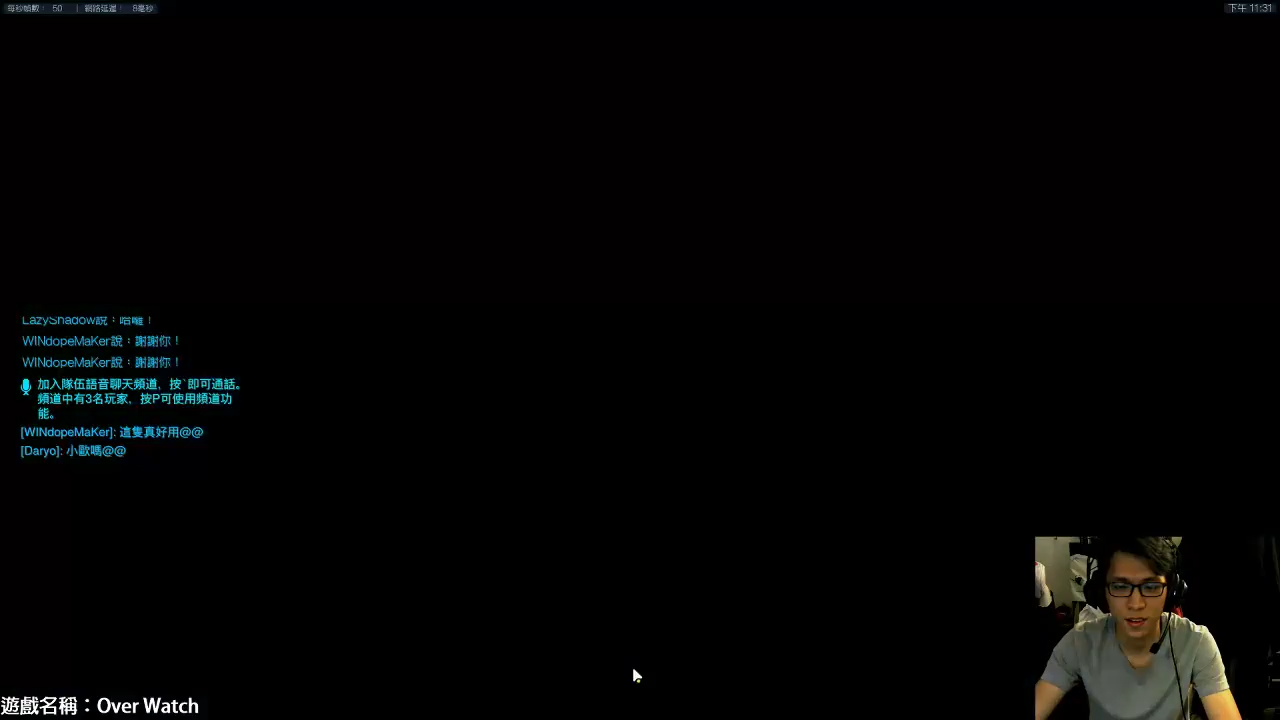 每秒幀數： 50 | 網路延遲： 8毫秒
下午 11:31
LazyShadow說：哈囉！
WINdopeMaKer說：謝謝你！
WINdopeMaKer說：謝謝你！
加入隊伍語音聊天頻道，按`即可通話。
頻道中有3名玩家，按P可使用頻道功
能。
[WINdopeMaKer]: 這隻真好用@@
[Daryo]: 小歐嗎@@
遊戲名稱：Over Watch